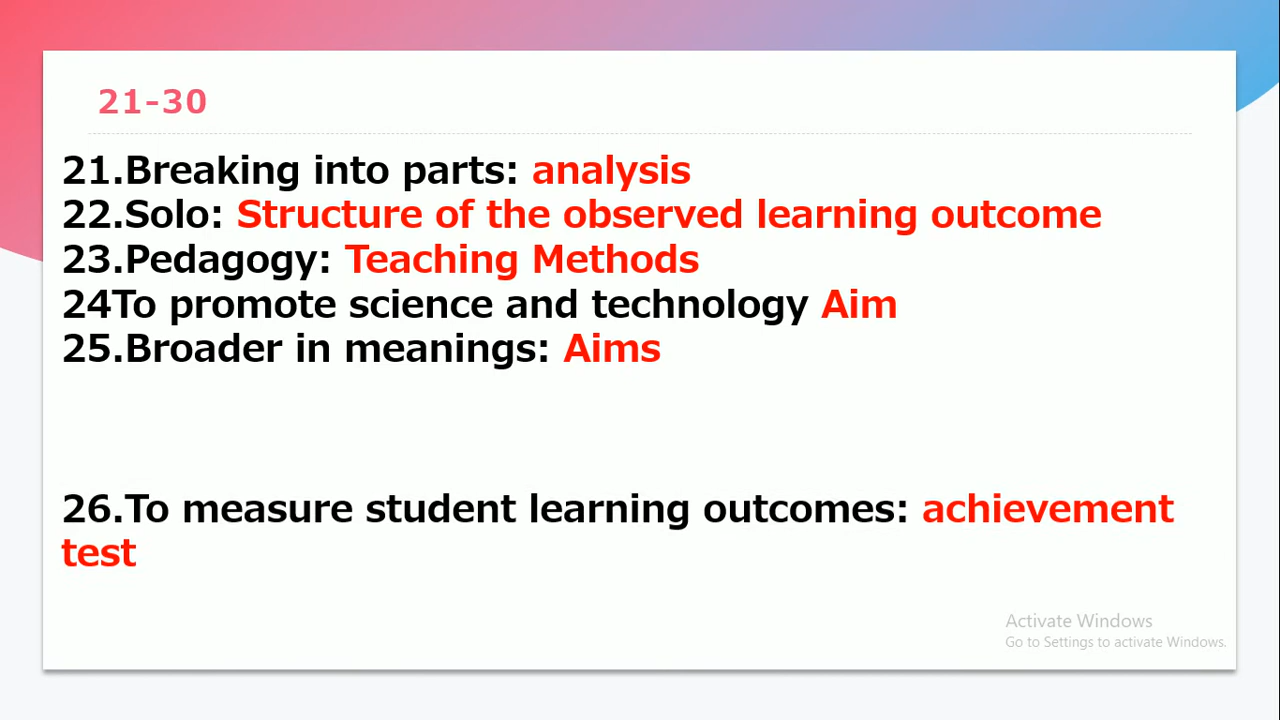 21-30
21.Breaking into parts: analysis
22.Solo: Structure of the observed learning outcome
23.Pedagogy: Teaching Methods
24To promote science and technology Aim
25.Broader in meanings: Aims
26.To measure student learning outcomes: achievement
test
Activate Windows
Go to Settings to activate Windows.